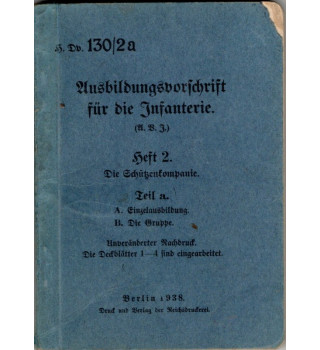 H. Dv. 130/2a
Ausbildungsvorschrift
für die Infanterie.
(A. V. I.)
Heft 2.
Die Schützenkompanie.
Teil a.
A. Einzelausbildung.
B. Die Gruppe.
Unveränderter Nachdruck.
Die Deckblätter 1—4 sind eingearbeitet.
Berlin 1938.
Druck und Verlag der Reichsdruckerei.